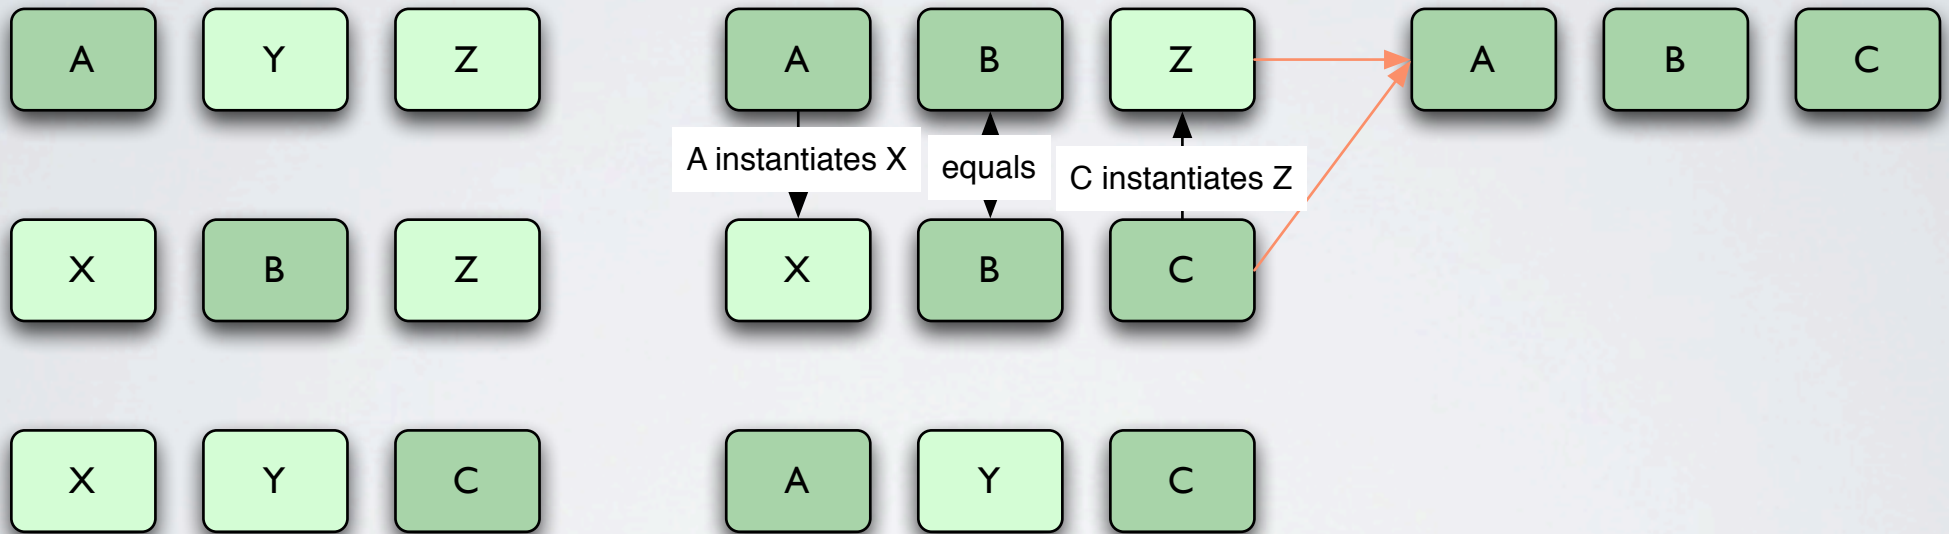 A Y Z A B Z A B C
A instantiates X equals C instantiates Z
X B Z X B C
X Y C A Y C